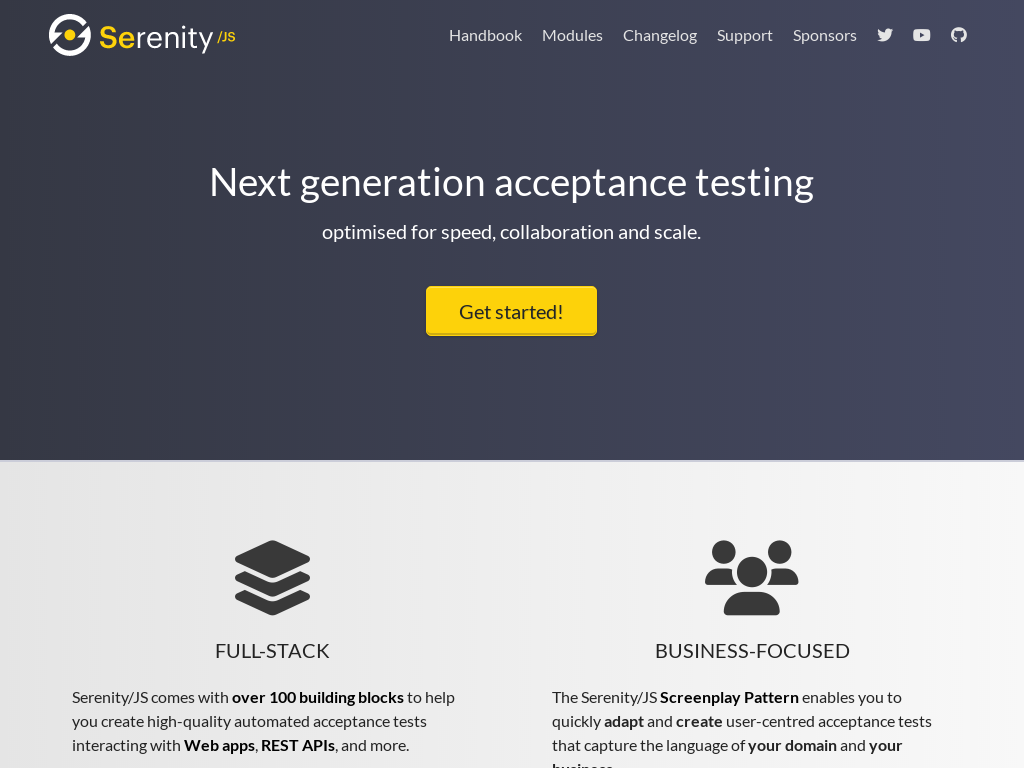 Serenity/JS
Handbook Modules Changelog Support Sponsors
Next generation acceptance testing
optimised for speed, collaboration and scale.
Get started!
FULL-STACK
Serenity/JS comes with over 100 building blocks to help
you create high-quality automated acceptance tests
interacting with Web apps, REST APIs, and more.
BUSINESS-FOCUSED
The Serenity/JS Screenplay Pattern enables you to
quickly adapt and create user-centred acceptance tests
that capture the language of your domain and your
business.